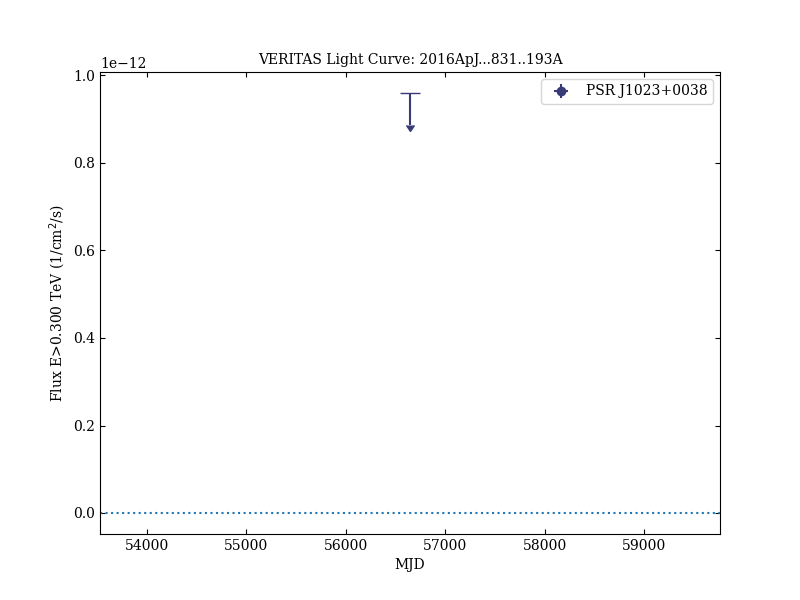 VERITAS Light Curve: 2016ApJ...831..193A
1e−12
PSR J1023+0038
1.0
0.8
0.6
0.4
0.2
0.0
Flux E>0.300 TeV (1/cm²/s)
54000 55000 56000 57000 58000 59000
MJD